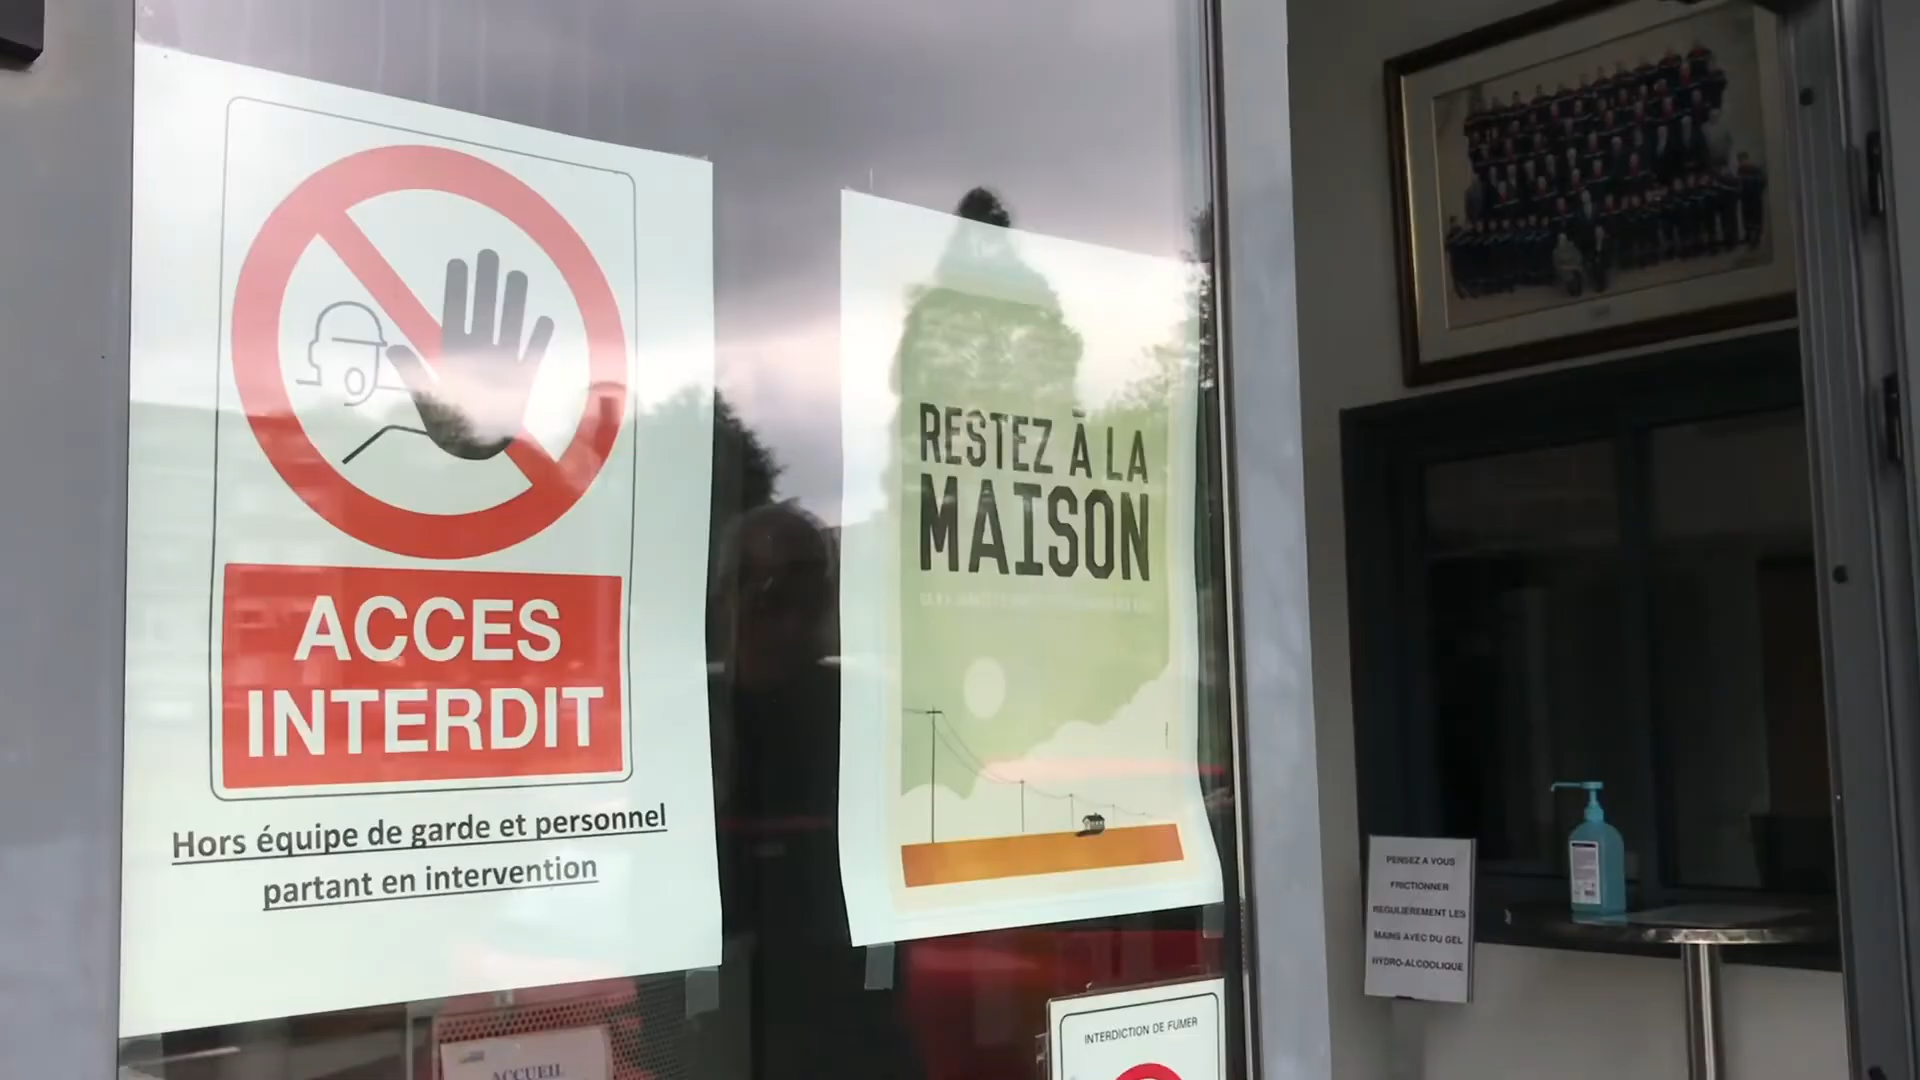 ACCES
INTERDIT
Hors équipe de garde et personnel
partant en intervention
RESTEZ À LA
MAISON
PENSEZ A VOUS
FRICTIONNER
REGULIEREMENT LES
MAINS AVEC DU GEL
HYDRO-ALCOOLIQUE
INTERDICTION DE FUMER
ACCUEIL